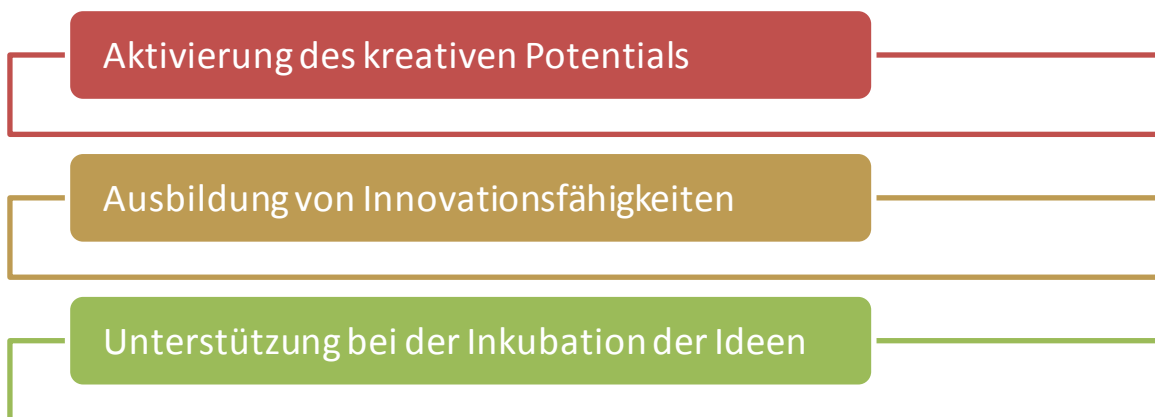 Aktivierung des kreativen Potentials
Ausbildung von Innovationsfähigkeiten
Unterstützung bei der Inkubation der Ideen